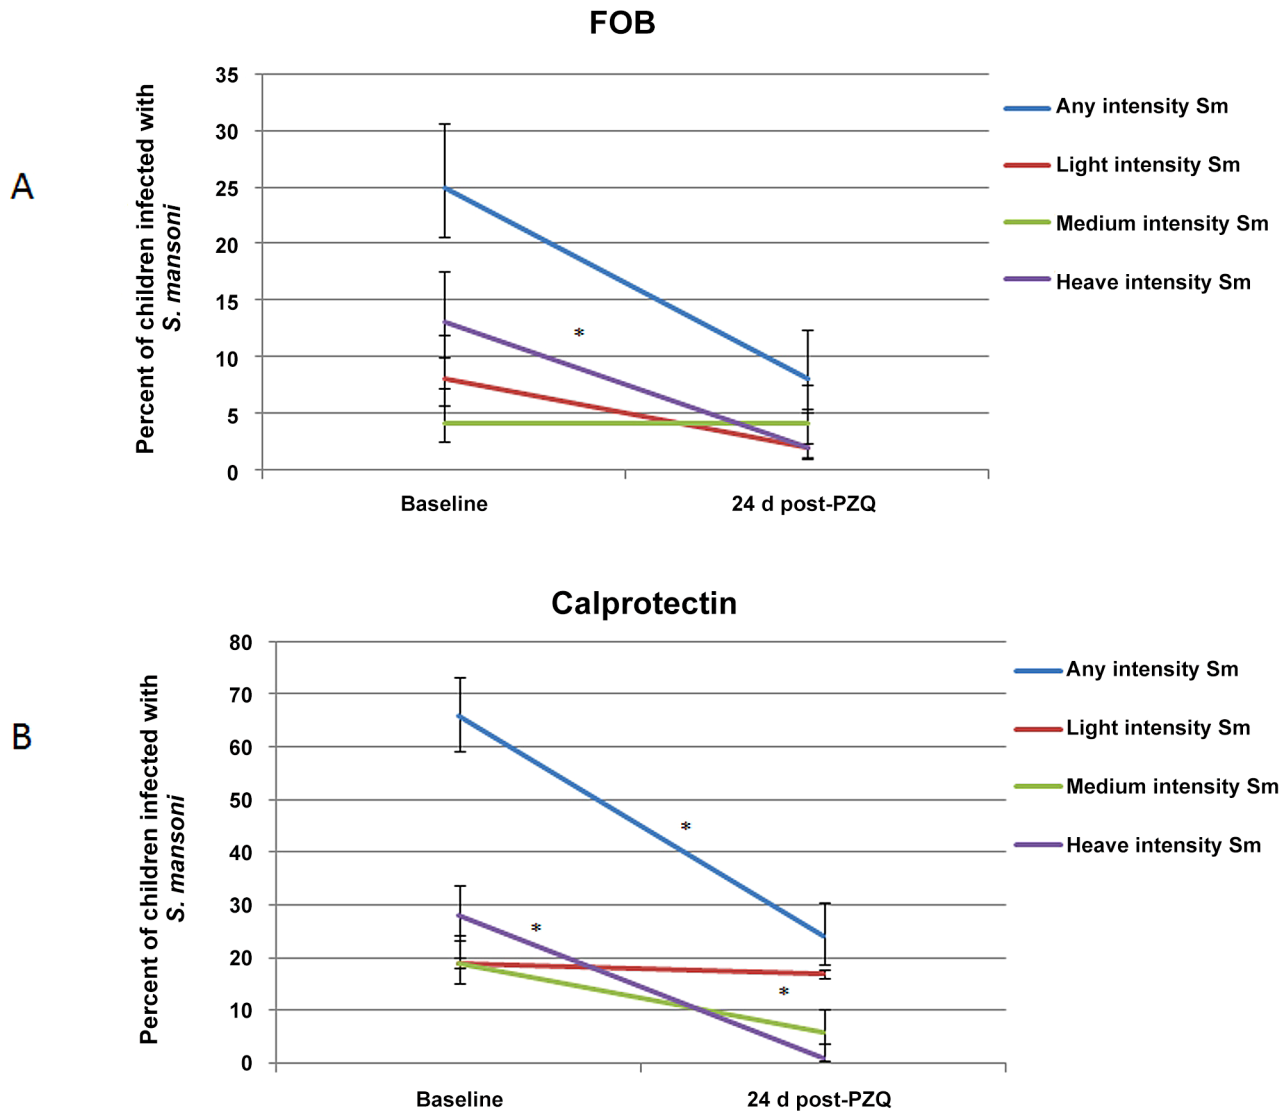 FOB
A
Percent of children infected with
S. mansoni
35
30
25
20
15
10
5
0
*
Baseline
24 d post-PZQ
Any intensity Sm
Light intensity Sm
Medium intensity Sm
Heave intensity Sm
Calprotectin
B
Percent of children infected with
S. mansoni
80
70
60
50
40
30
20
10
0
*
*
*
Baseline
24 d post-PZQ
Any intensity Sm
Light intensity Sm
Medium intensity Sm
Heave intensity Sm